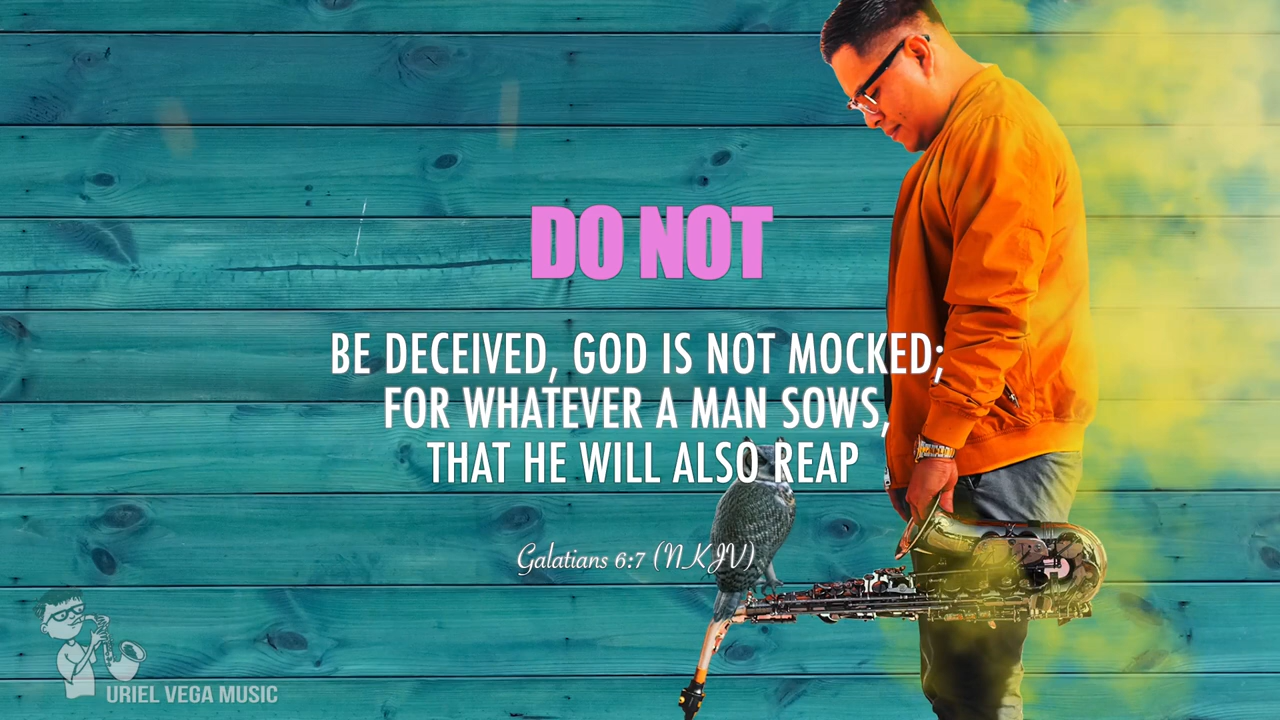 DO NOT
BE DECEIVED, GOD IS NOT MOCKED;
FOR WHATEVER A MAN SOWS,
THAT HE WILL ALSO REAP
Galatians 6:7 (NKJV)
URIEL VEGA MUSIC